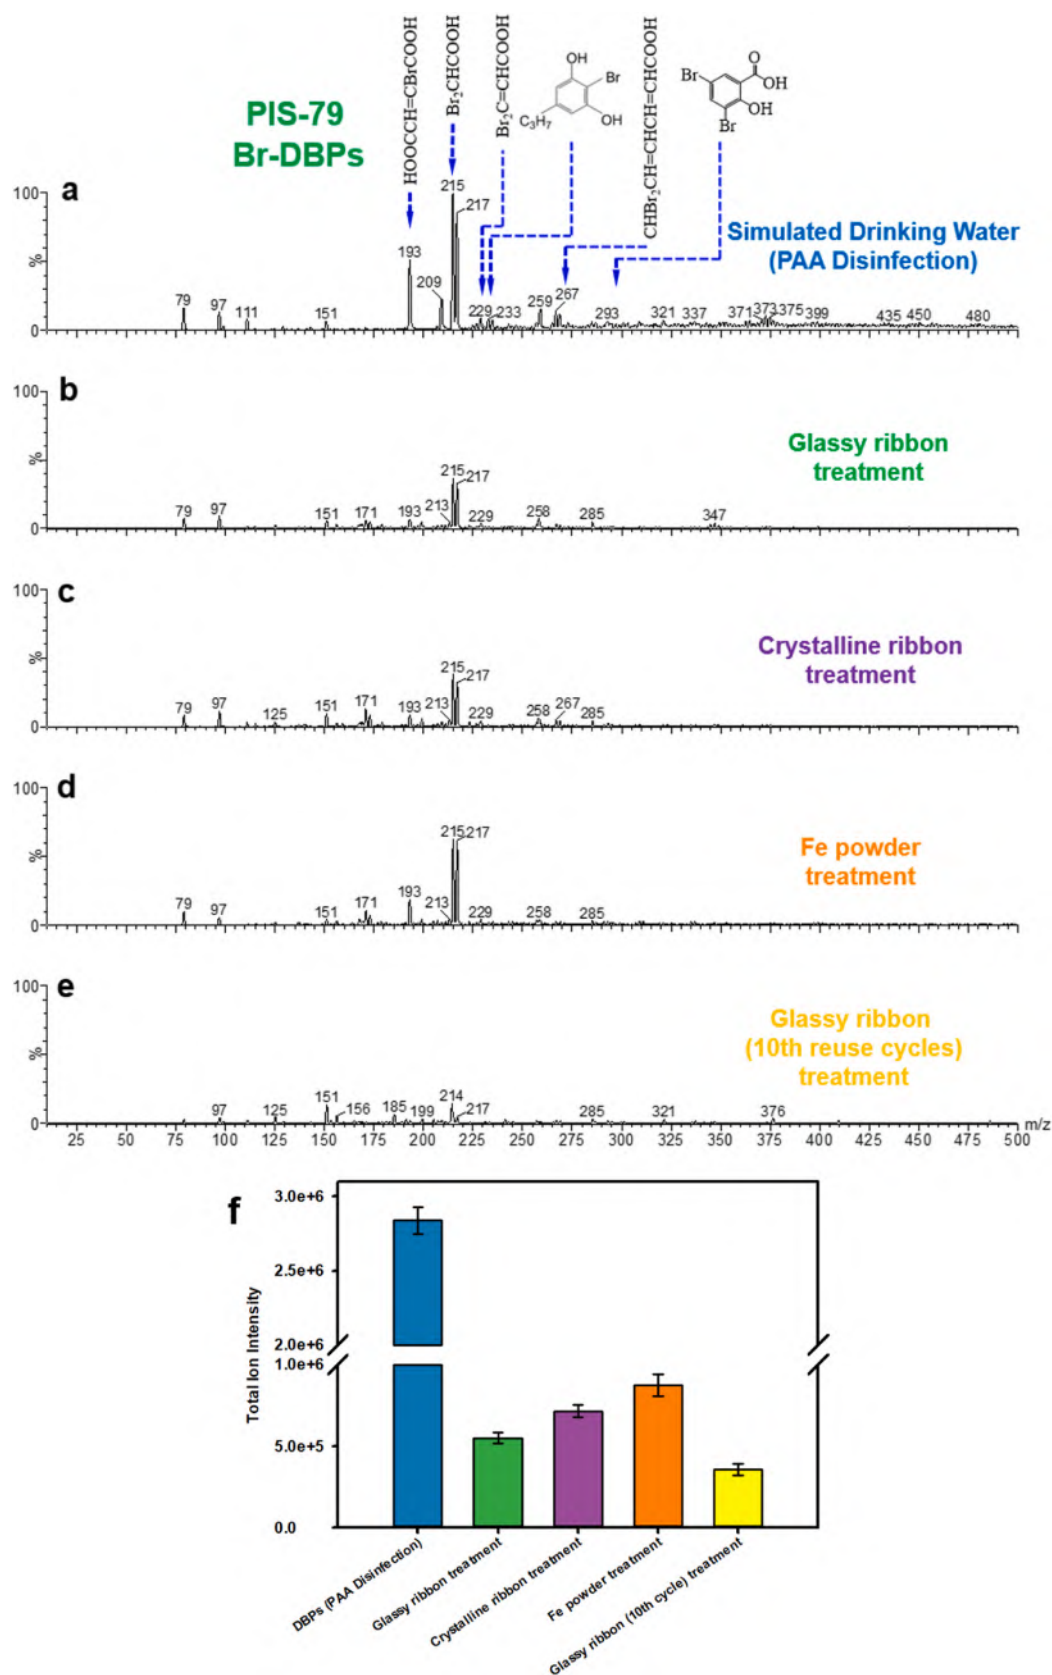 PIS-79
Br-DBPs
HOOCCH=CBrCOOH
Br₂CHCOOH
Br₂C=CHCOOH
OH
Br
C₃H₇
OH
CHBr₂CH=CHCH=CHCOOH
O
Br
OH
OH
Br
a
100
%
0
79
97
111
151
193
209
215
217
229
233
259
267
293
321
337
371
373
375
399
435
450
480
Simulated Drinking Water
(PAA Disinfection)
b
100
%
0
79
97
151
171
193
213
215
217
229
258
285
347
Glassy ribbon
treatment
c
100
%
0
79
97
125
151
171
193
213
215
217
229
258
267
285
Crystalline ribbon
treatment
d
100
%
0
79
97
151
171
193
213
215
217
229
258
285
Fe powder
treatment
e
100
%
0
97
125
151
156
185
199
214
217
285
321
376
Glassy ribbon
(10th reuse cycles)
treatment
25 50 75 100 125 150 175 200 225 250 275 300 325 350 375 400 425 450 475 500 m/z
f
Total Ion Intensity
3.0e+6
2.5e+6
2.0e+6
1.0e+6
5.0e+5
0.0
DBPs (PAA Disinfection)
Glassy ribbon treatment
Crystalline ribbon treatment
Fe powder treatment
Glassy ribbon (10th cycle) treatment